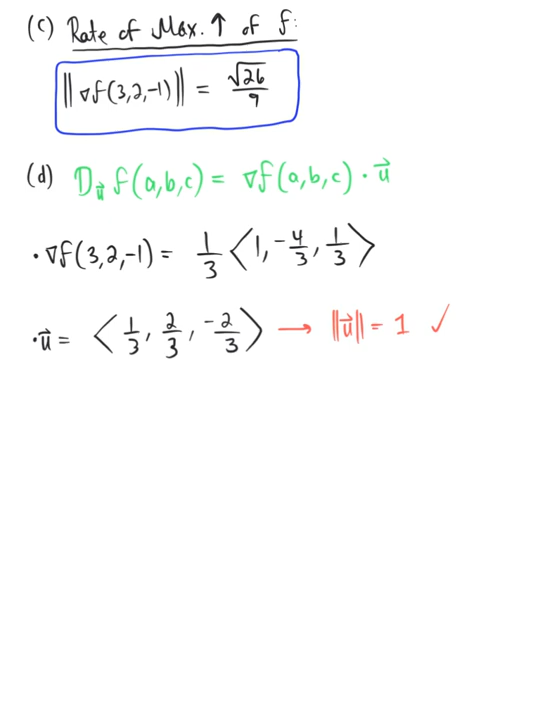 (c) Rate of Max. ↑ of f:
||∇f(3,2,-1)|| = √26/9
(d) D_u⃗ f(a,b,c) = ∇f(a,b,c) · u⃗
· ∇f(3,2,-1) = 1/3 ⟨1, -4/3, 1/3⟩
· u⃗ = ⟨1/3, 2/3, -2/3⟩ → ||u⃗|| = 1 ✓